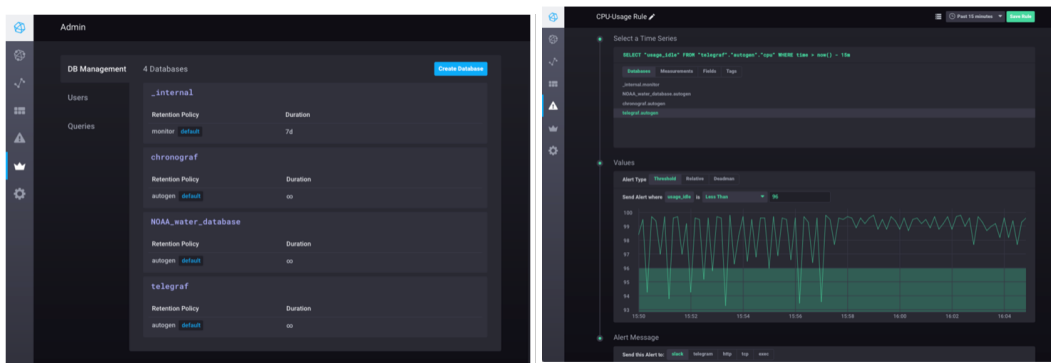 Admin
DB Management
Users
Queries
4 Databases
Create Database
_internal
Retention Policy Duration
monitor default 7d
chronograf
Retention Policy Duration
autogen default ∞
NOAA_water_database
Retention Policy Duration
autogen default ∞
telegraf
Retention Policy Duration
autogen default ∞
CPU-Usage Rule
Past 15 minutes
Save Rule
Select a Time Series
SELECT "usage_idle" FROM "telegraf"."autogen"."cpu" WHERE time > now() - 15m
Databases Measurements Fields Tags
_internal.monitor
NOAA_water_database.autogen
chronograf.autogen
telegraf.autogen
Values
Alert Type Threshold Relative Deadman
Send Alert where usage_idle is Less Than 96
100
99
98
97
96
95
94
93
15:50 15:52 15:54 15:56 15:58 16:00 16:02 16:04
Alert Message
Send this Alert to: slack telegram http tcp exec